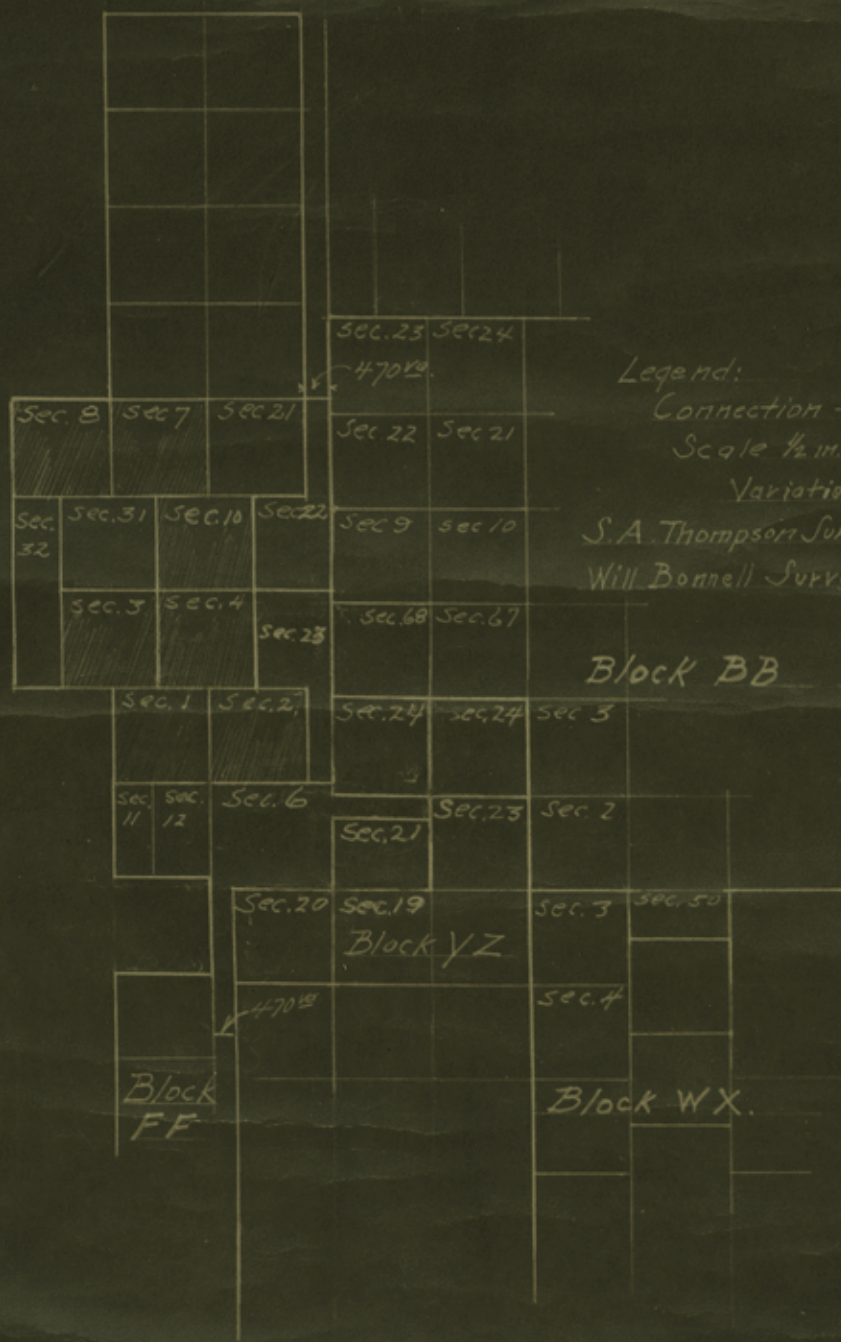 Sec. 23 Sec 24
470 vrs.
Legend:
Connection
Scale 1/2 in.
Variation
S.A. Thompson Sur
Will Bonnell Surv
Sec. 8 Sec 7 Sec 21
Sec. 22 Sec. 21
Sec. 32 Sec. 31 Sec. 10 Sec. 22
Sec 9 Sec 10
Sec. 3 Sec. 4 Sec. 23
Sec. 68 Sec. 67
Block BB
Sec. 1 Sec. 2
Sec. 24 Sec. 24 Sec 3
Sec. 11 Sec. 12 Sec. 6
Sec. 21 Sec. 23 Sec 2
Sec. 20 Sec. 19 Sec. 3 Sec. 50
Block YZ
470 vrs
Sec. 4
Block FF
Block WX.